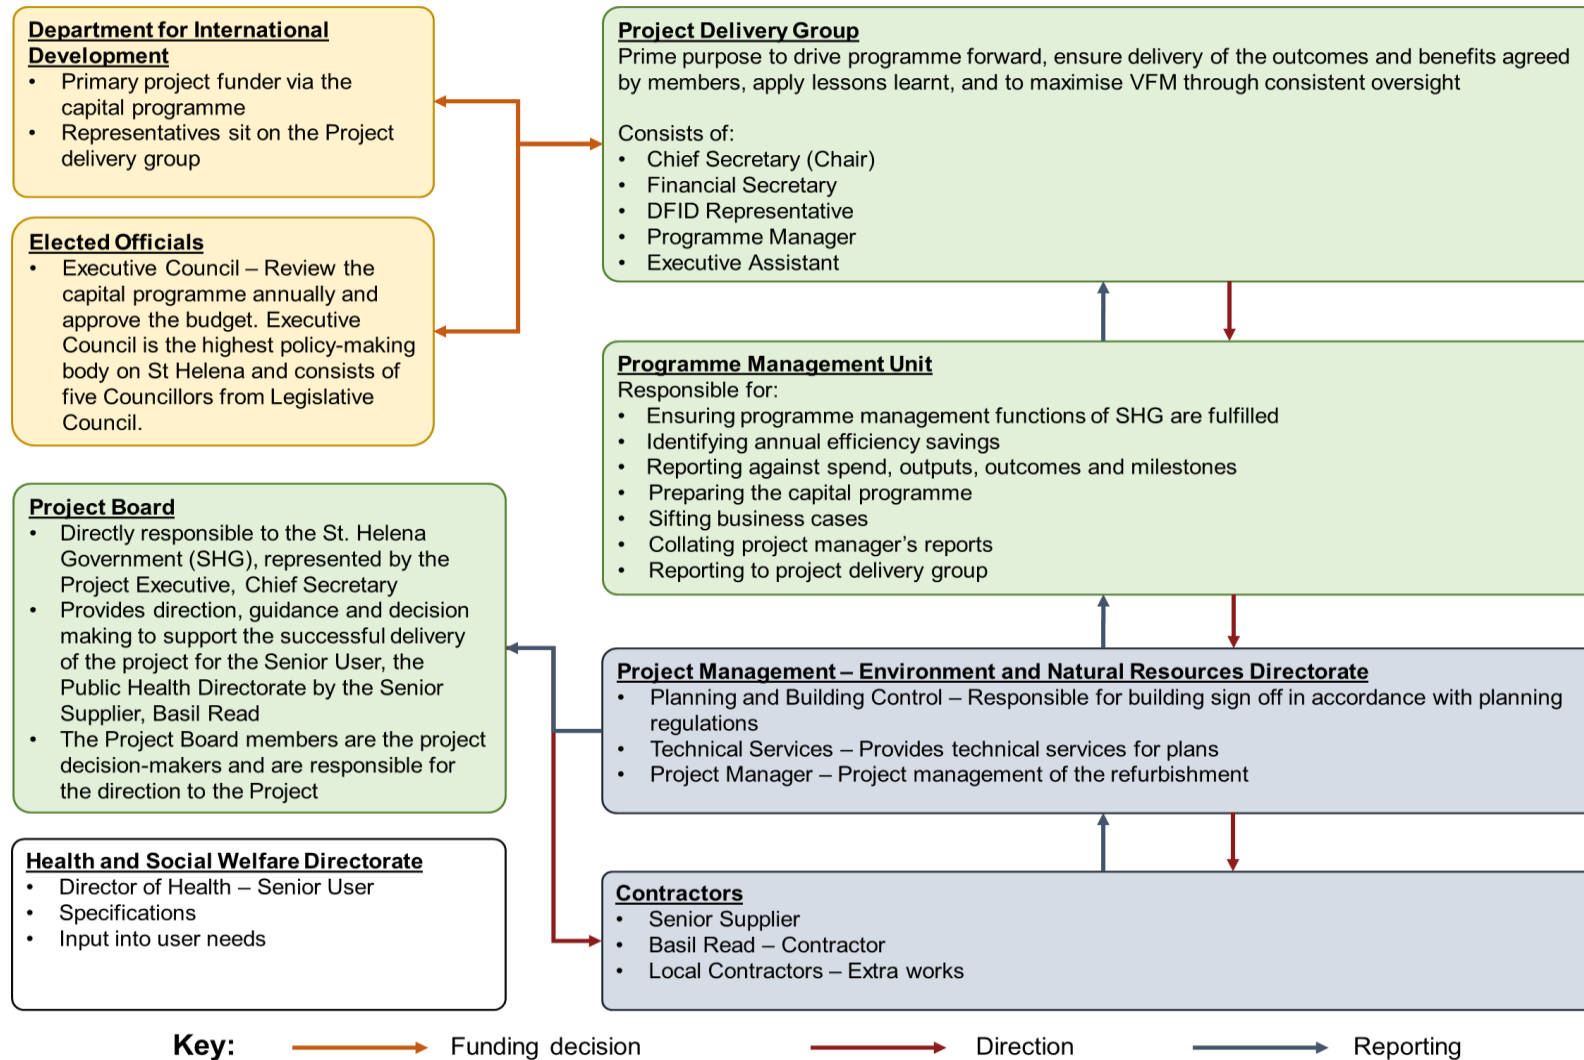 Department for International
Development
• Primary project funder via the
capital programme
• Representatives sit on the Project
delivery group
Elected Officials
• Executive Council – Review the
capital programme annually and
approve the budget. Executive
Council is the highest policy-making
body on St Helena and consists of
five Councillors from Legislative
Council.
Project Board
• Directly responsible to the St. Helena
Government (SHG), represented by the
Project Executive, Chief Secretary
• Provides direction, guidance and decision
making to support the successful delivery
of the project for the Senior User, the
Public Health Directorate by the Senior
Supplier, Basil Read
• The Project Board members are the project
decision-makers and are responsible for
the direction to the Project
Health and Social Welfare Directorate
• Director of Health – Senior User
• Specifications
• Input into user needs
Project Delivery Group
Prime purpose to drive programme forward, ensure delivery of the outcomes and benefits agreed
by members, apply lessons learnt, and to maximise VFM through consistent oversight
Consists of:
• Chief Secretary (Chair)
• Financial Secretary
• DFID Representative
• Programme Manager
• Executive Assistant
Programme Management Unit
Responsible for:
• Ensuring programme management functions of SHG are fulfilled
• Identifying annual efficiency savings
• Reporting against spend, outputs, outcomes and milestones
• Preparing the capital programme
• Sifting business cases
• Collating project manager's reports
• Reporting to project delivery group
Project Management – Environment and Natural Resources Directorate
• Planning and Building Control – Responsible for building sign off in accordance with planning
regulations
• Technical Services – Provides technical services for plans
• Project Manager – Project management of the refurbishment
Contractors
• Senior Supplier
• Basil Read – Contractor
• Local Contractors – Extra works
Key: Funding decision Direction Reporting